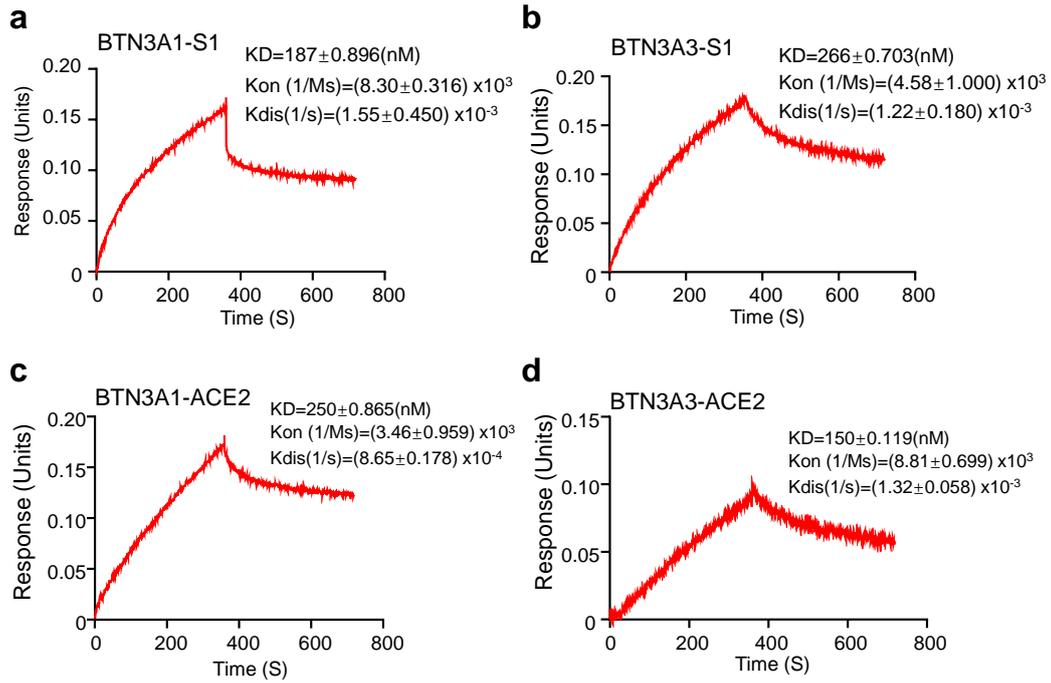 a
BTN3A1-S1
KD=187±0.896(nM)
Kon (1/Ms)=(8.30±0.316) x10³
Kdis(1/s)=(1.55±0.450) x10⁻³
Response (Units)
0.20
0.15
0.10
0.05
0
0 200 400 600 800
Time (S)
b
BTN3A3-S1
KD=266±0.703(nM)
Kon (1/Ms)=(4.58±1.000) x10³
Kdis(1/s)=(1.22±0.180) x10⁻³
Response (Units)
0.20
0.15
0.10
0.05
0
0 200 400 600 800
Time (S)
c
BTN3A1-ACE2
KD=250±0.865(nM)
Kon (1/Ms)=(3.46±0.959) x10³
Kdis(1/s)=(8.65±0.178) x10⁻⁴
Response (Units)
0.20
0.15
0.10
0.05
0
0 200 400 600 800
Time (S)
d
BTN3A3-ACE2
KD=150±0.119(nM)
Kon (1/Ms)=(8.81±0.699) x10³
Kdis(1/s)=(1.32±0.058) x10⁻³
Response (Units)
0.15
0.10
0.05
0
0 200 400 600 800
Time (S)